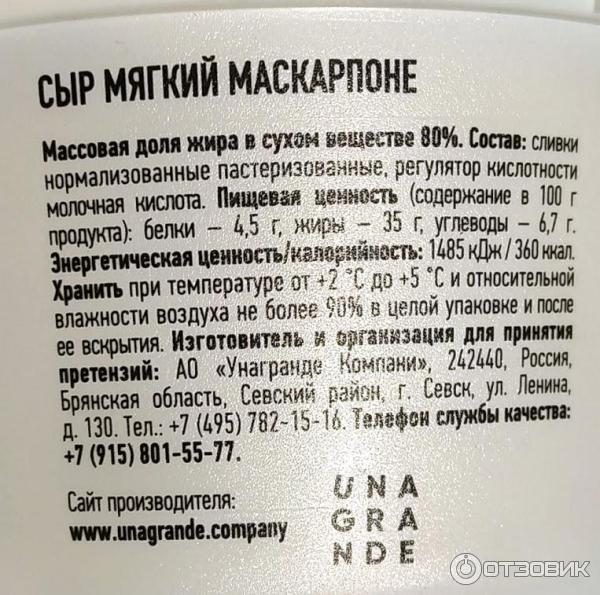 СЫР МЯГКИЙ МАСКАРПОНЕ
Массовая доля жира в сухом веществе 80%. Состав: сливки
нормализованные пастеризованные, регулятор кислотности
молочная кислота. Пищевая ценность (содержание в 100 г
продукта): белки – 4,5 г, жиры – 35 г, углеводы – 6,7 г.
Энергетическая ценность/калорийность: 1485 кДж / 360 ккал.
Хранить при температуре от +2 °С до +5 °С и относительной
влажности воздуха не более 90% в целой упаковке и после
ее вскрытия. Изготовитель и организация для принятия
претензий: АО «Унагранде Компани», 242440, Россия,
Брянская область, Севский район, г. Севск, ул. Ленина,
д. 130. Тел.: +7 (495) 782-15-16. Телефон службы качества:
+7 (915) 801-55-77.
Сайт производителя:
www.unagrande.company
UNA
GRA
NDE
ОТЗОВИК